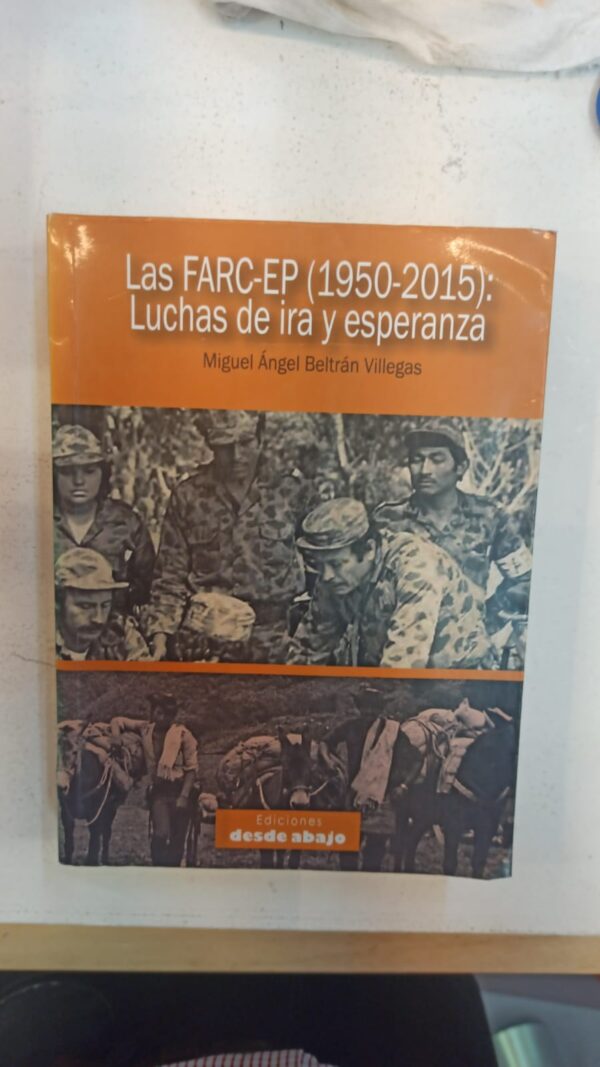 Las FARC-EP (1950-2015):
Luchas de ira y esperanza
Miguel Ángel Beltrán Villegas
Ediciones
desde abajo